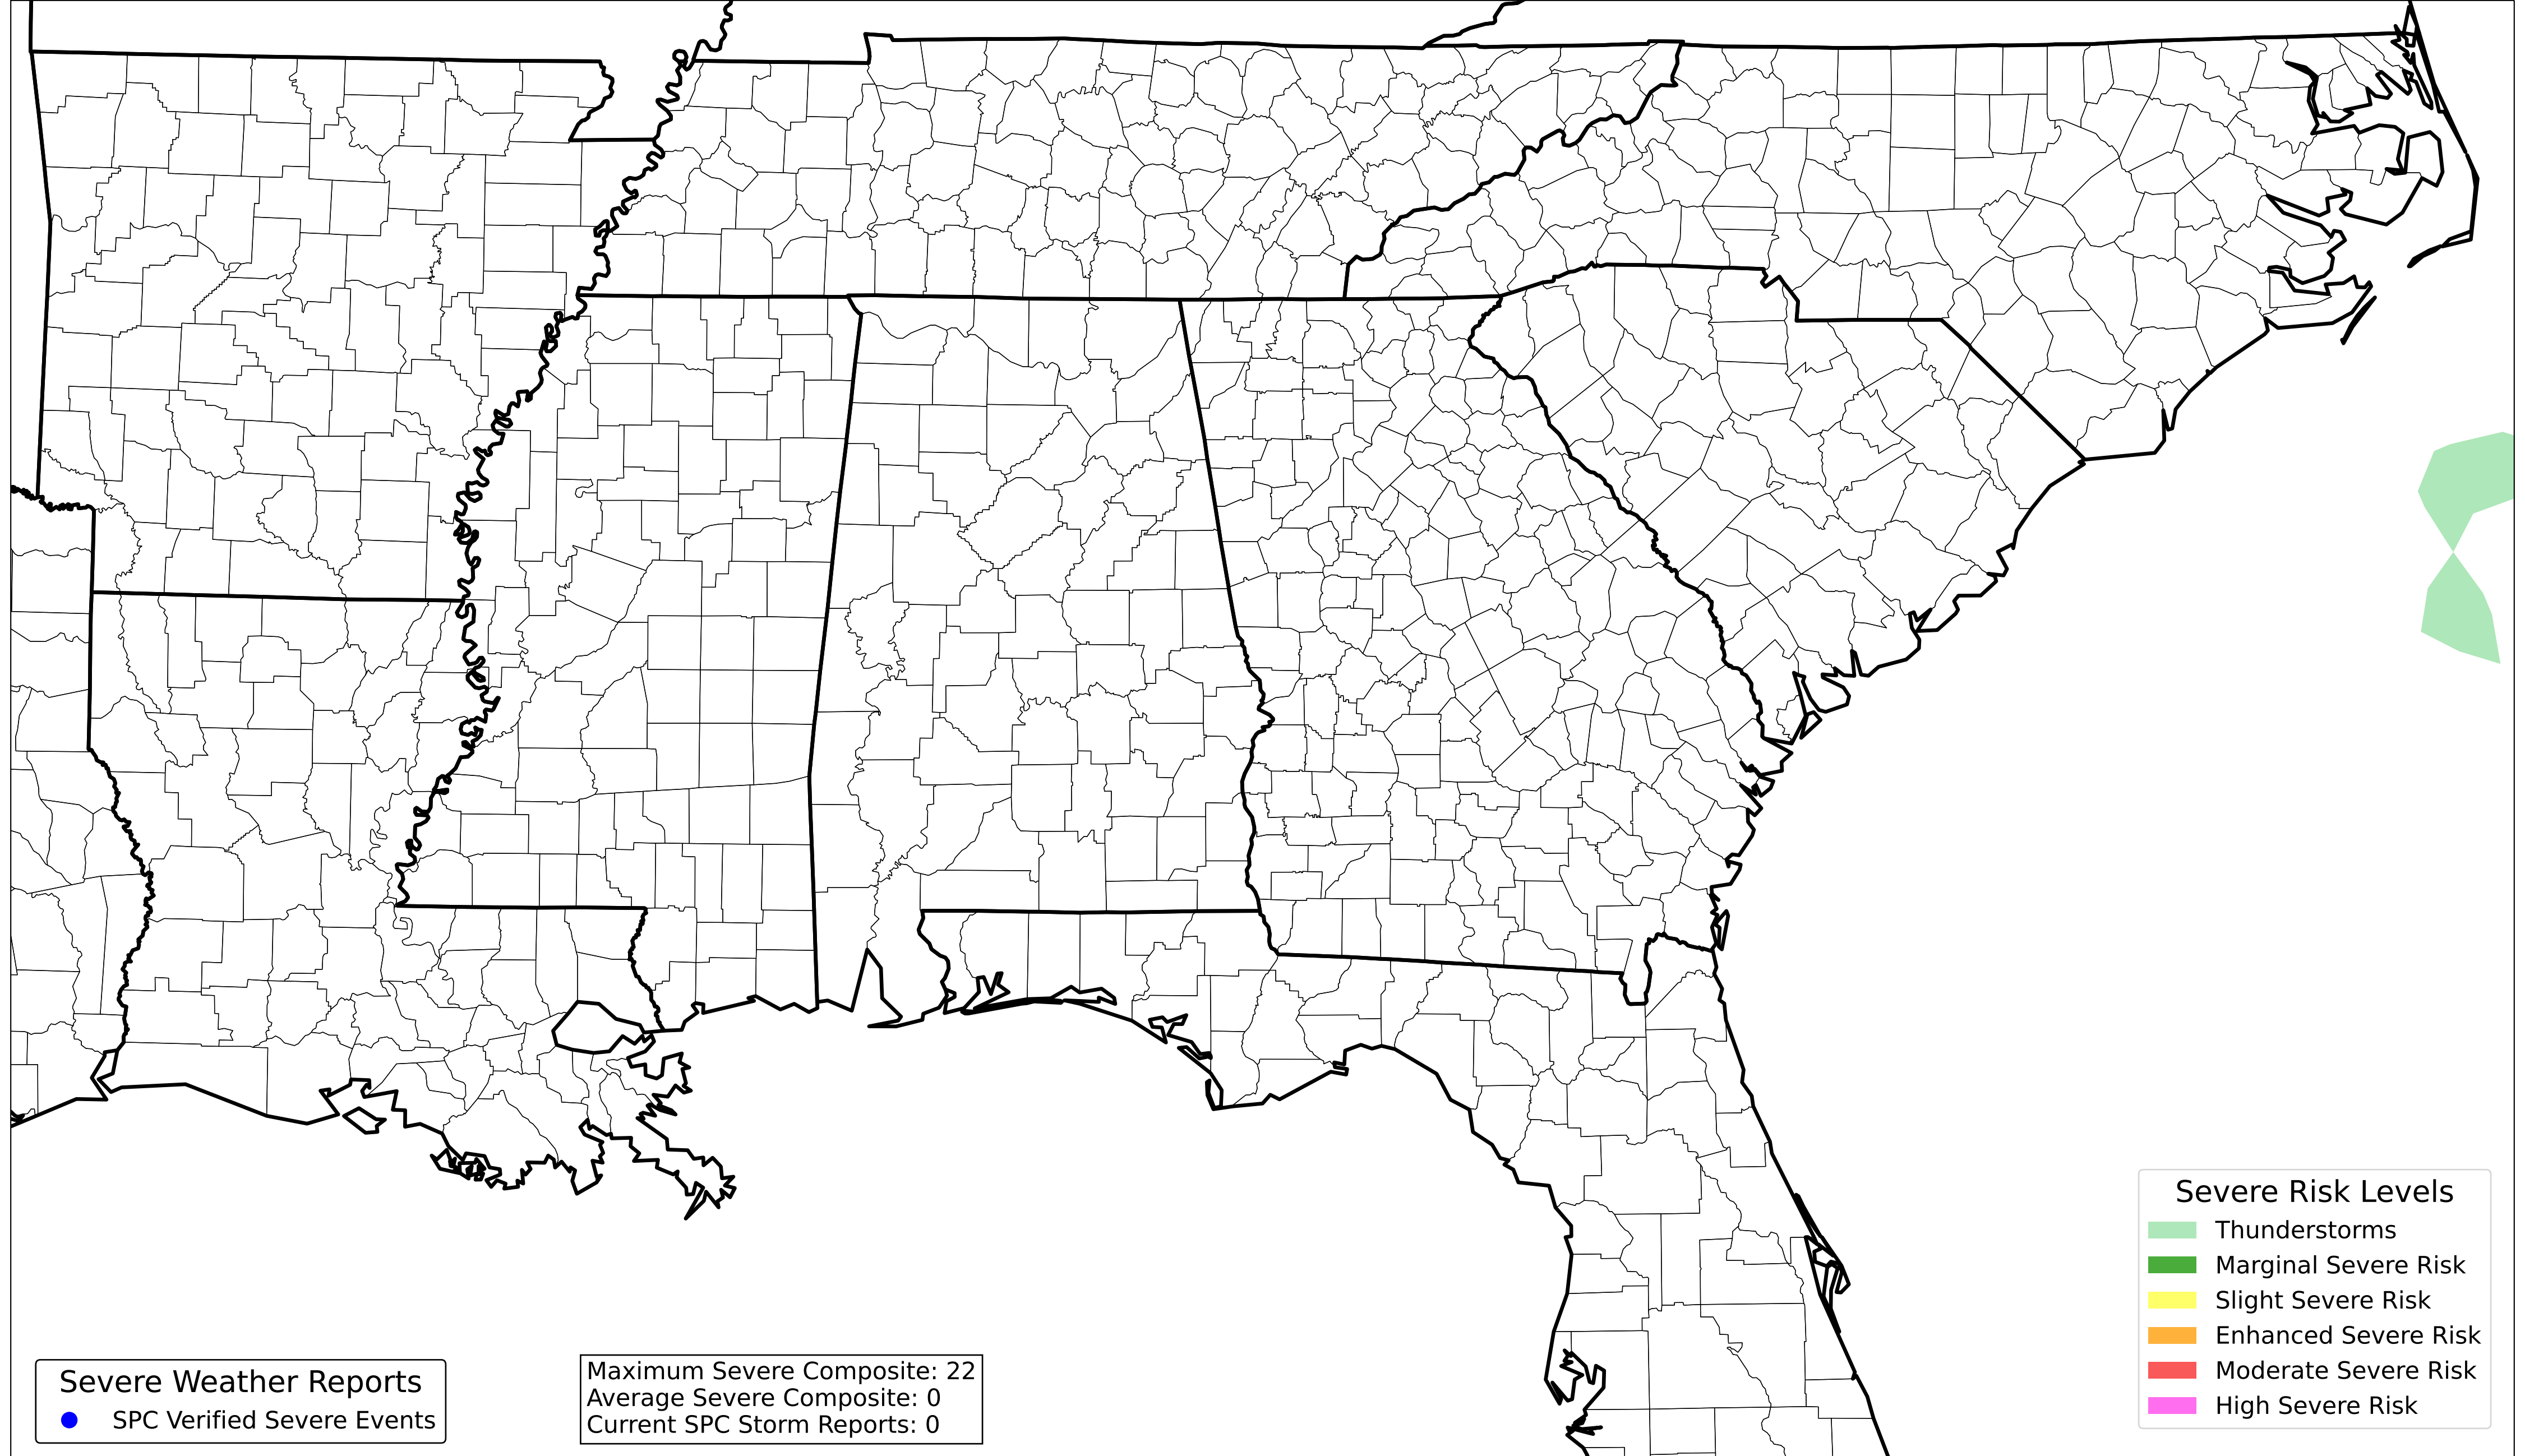 Severe Risk Levels
Thunderstorms
Marginal Severe Risk
Slight Severe Risk
Enhanced Severe Risk
Moderate Severe Risk
High Severe Risk
Severe Weather Reports
SPC Verified Severe Events
Maximum Severe Composite: 22
Average Severe Composite: 0
Current SPC Storm Reports: 0